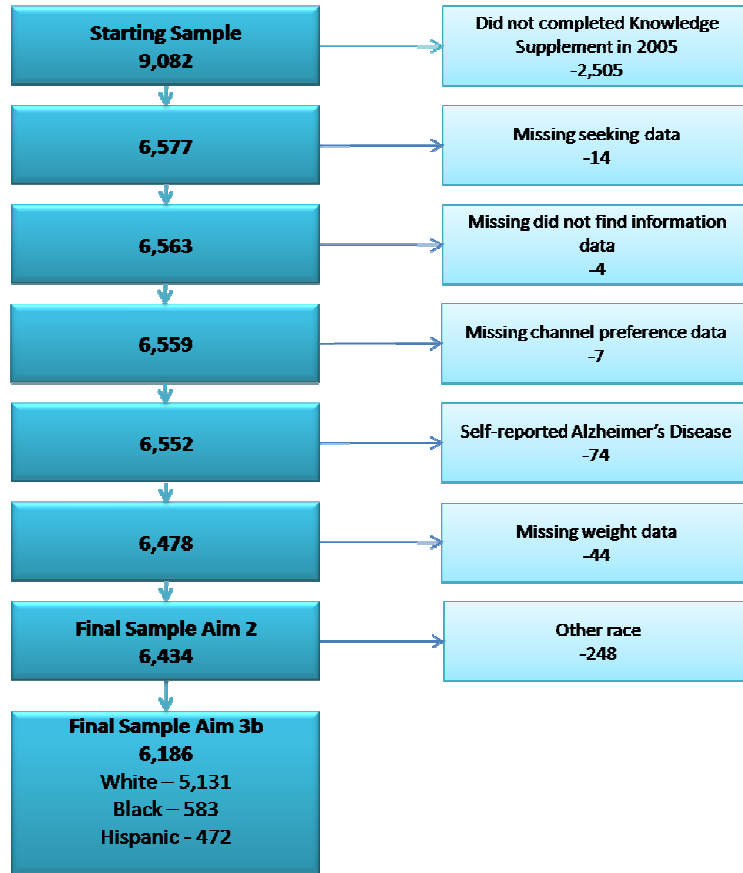 Starting Sample
9,082
Did not completed Knowledge
Supplement in 2005
-2,505
6,577
Missing seeking data
-14
6,563
Missing did not find information
data
-4
6,559
Missing channel preference data
-7
6,552
Self-reported Alzheimer's Disease
-74
6,478
Missing weight data
-44
Final Sample Aim 2
6,434
Other race
-248
Final Sample Aim 3b
6,186
White – 5,131
Black – 583
Hispanic - 472